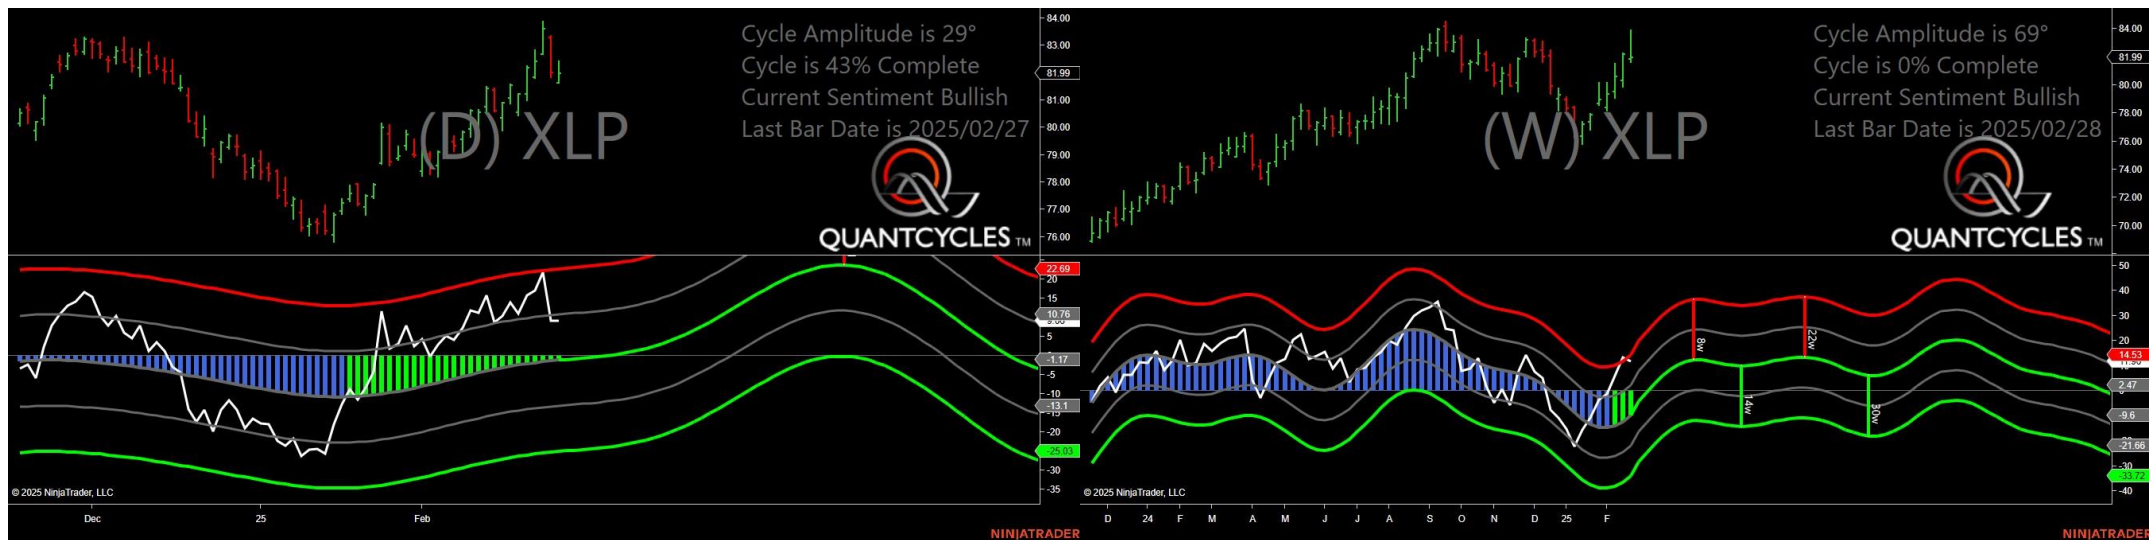 Cycle Amplitude is 29°
Cycle is 43% Complete
Current Sentiment Bullish
Last Bar Date is 2025/02/27
(D) XLP
QUANTCYCLES TM
84.00
83.00
81.99
81.00
80.00
79.00
78.00
77.00
76.00
22.69
20
15
10.76
5
-1.17
-5
-10
-13.1
-20
-25.03
-30
-35
© 2025 NinjaTrader, LLC
Dec 25 Feb
NINJATRADER
Cycle Amplitude is 69°
Cycle is 0% Complete
Current Sentiment Bullish
Last Bar Date is 2025/02/28
(W) XLP
QUANTCYCLES TM
84.00
81.99
80.00
78.00
76.00
74.00
72.00
70.00
50
40
30
20
14.53
2.47
0
-9.6
-21.66
-30
-33.72
-40
8w
22w
14w
30w
© 2025 NinjaTrader, LLC
D 24 F M A M J J A S O N D 25 F
NINJATRADER